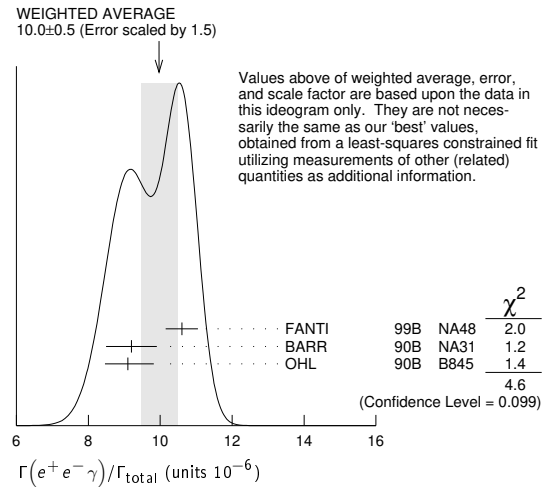 WEIGHTED AVERAGE
10.0±0.5 (Error scaled by 1.5)
Values above of weighted average, error,
and scale factor are based upon the data in
this ideogram only. They are not neces-
sarily the same as our ‘best’ values,
obtained from a least-squares constrained fit
utilizing measurements of other (related)
quantities as additional information.
χ²
FANTI 99B NA48 2.0
BARR 90B NA31 1.2
OHL 90B B845 1.4
4.6
(Confidence Level = 0.099)
6 8 10 12 14 16
Γ(e⁺e⁻γ)/Γtotal (units 10⁻⁶)